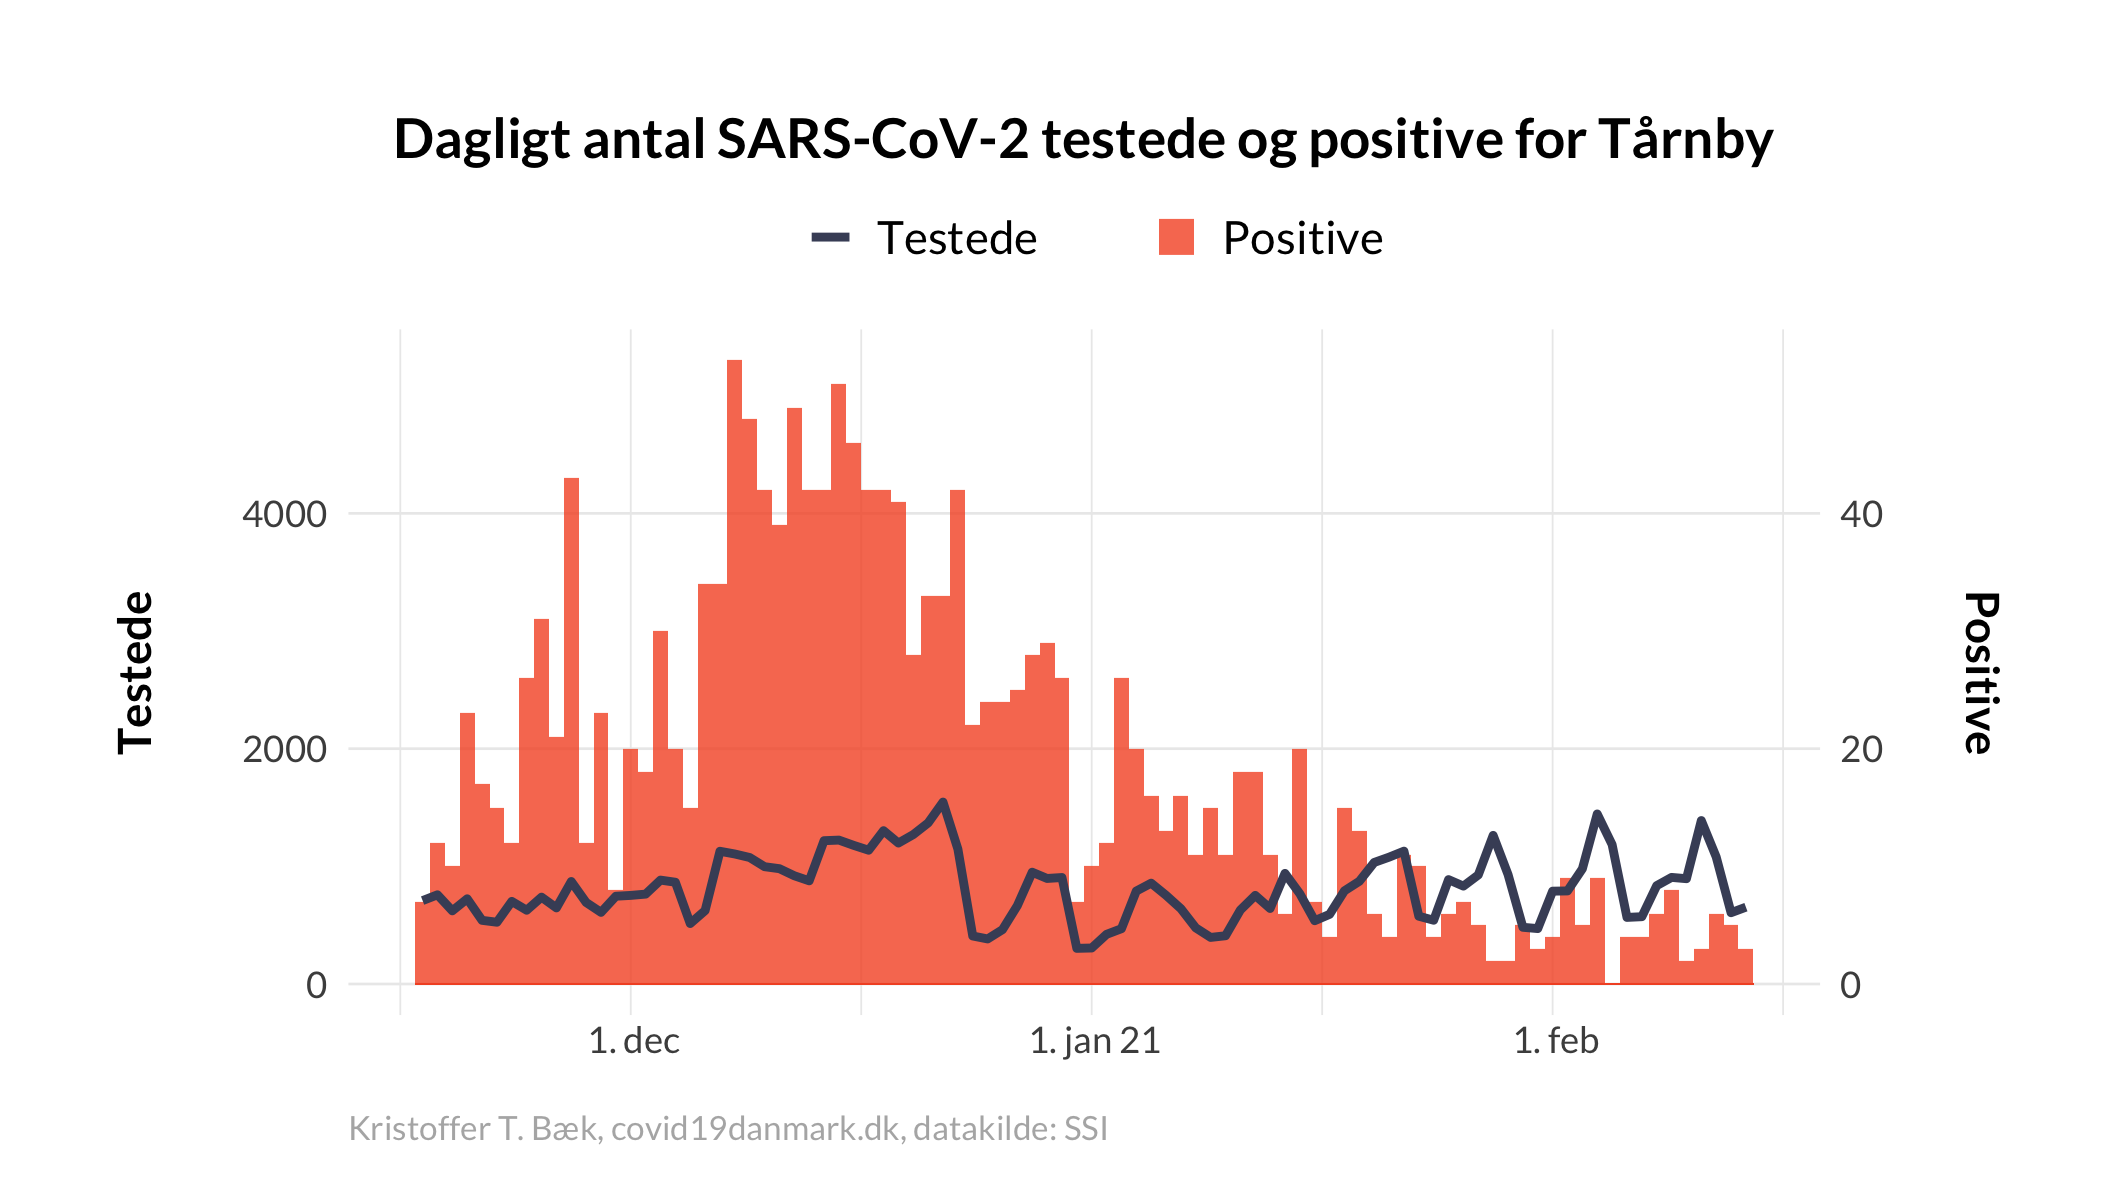 Dagligt antal SARS-CoV-2 testede og positive for Tårnby
Testede
Positive
4000
2000
0
Testede
40
20
0
Positive
1. dec
1. jan 21
1. feb
Kristoffer T. Bæk, covid19danmark.dk, datakilde: SSI